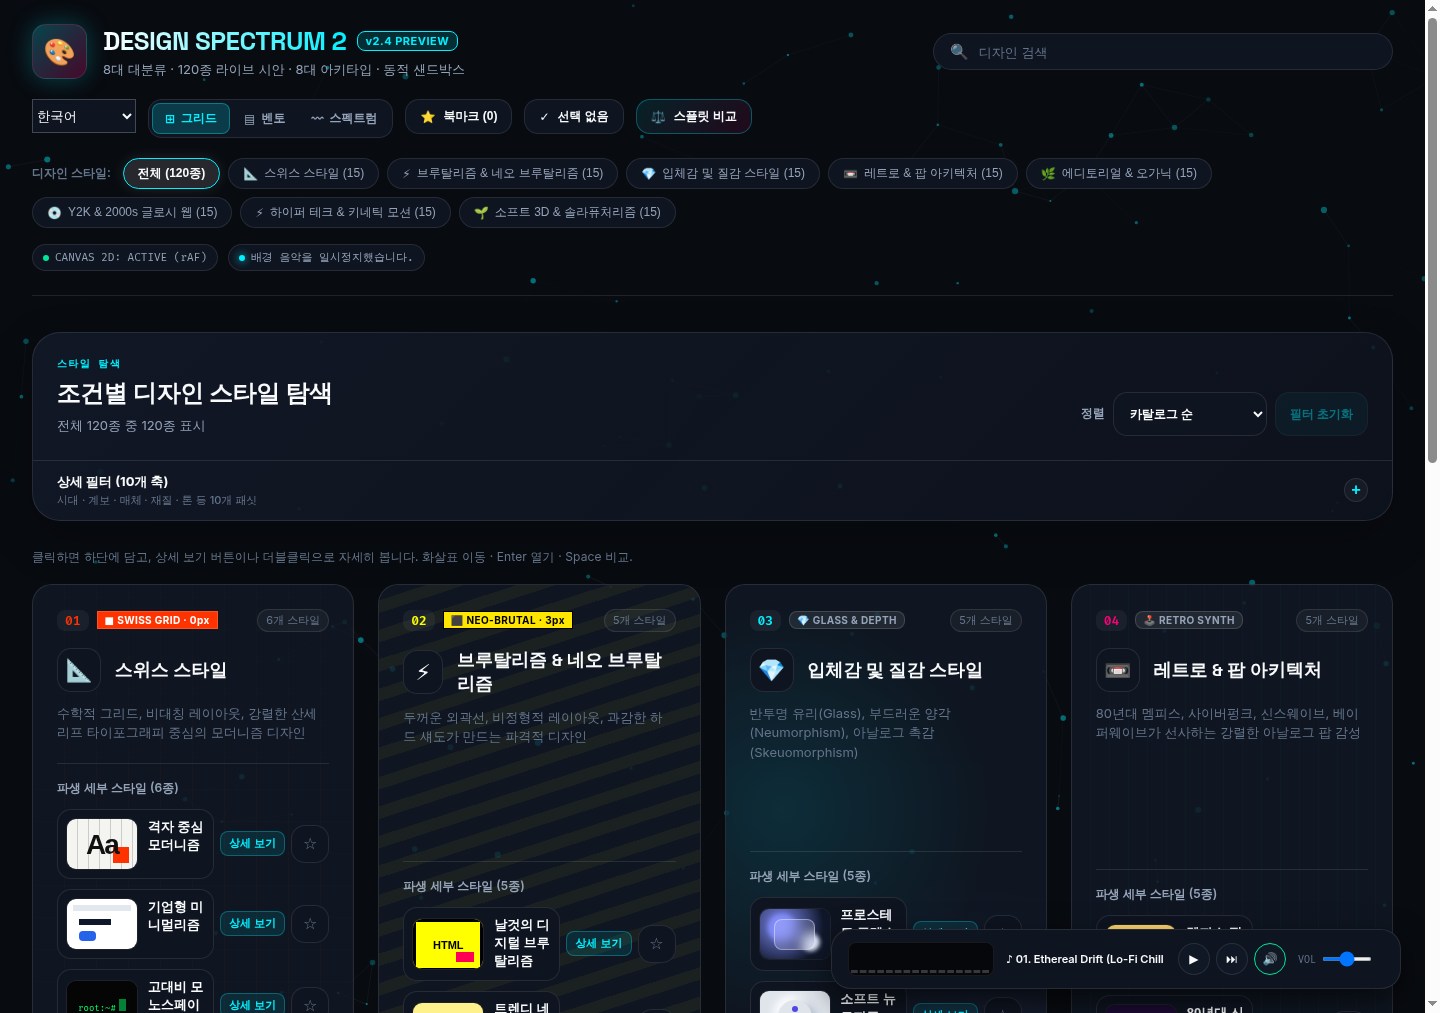 DESIGN SPECTRUM 2 v2.4 PREVIEW
8대 대분류 · 120종 라이브 시안 · 8대 아키타입 · 동적 샌드박스
디자인 검색
한국어
그리드
벤토
스펙트럼
북마크 (0)
✓ 선택 없음
스플릿 비교
디자인 스타일:
전체 (120종)
스위스 스타일 (15)
브루탈리즘 & 네오 브루탈리즘 (15)
입체감 및 질감 스타일 (15)
레트로 & 팝 아키텍처 (15)
에디토리얼 & 오가닉 (15)
Y2K & 2000s 글로시 웹 (15)
하이퍼 테크 & 키네틱 모션 (15)
소프트 3D & 솔라퓨처리즘 (15)
CANVAS 2D: ACTIVE (rAF)
배경 음악을 일시정지했습니다.
스타일 탐색
조건별 디자인 스타일 탐색
전체 120종 중 120종 표시
정렬
카탈로그 순
필터 초기화
상세 필터 (10개 축)
시대 · 계보 · 매체 · 재질 · 톤 등 10개 패싯
+
클릭하면 하단에 담고, 상세 보기 버튼이나 더블클릭으로 자세히 봅니다. 화살표 이동 · Enter 열기 · Space 비교.
01 SWISS GRID · 0px 6개 스타일
스위스 스타일
수학적 그리드, 비대칭 레이아웃, 강렬한 산세
리프 타이포그래피 중심의 모더니즘 디자인
파생 세부 스타일 (6종)
Aa
격자 중심
모더니즘
상세 보기
기업형 미
니멀리즘
상세 보기
root:~#
고대비 모
노스페이
상세 보기
02 NEO-BRUTAL · 3px 5개 스타일
브루탈리즘 & 네오 브루탈
리즘
두꺼운 외곽선, 비정형적 레이아웃, 과감한 하
드 섀도가 만드는 파격적 디자인
파생 세부 스타일 (5종)
HTML
날것의 디
지털 브루
탈리즘
상세 보기
트렌디 네
03 GLASS & DEPTH 5개 스타일
입체감 및 질감 스타일
반투명 유리(Glass), 부드러운 양각
(Neumorphism), 아날로그 촉감
(Skeuomorphism)
파생 세부 스타일 (5종)
프로스테
소프트 뉴
04 RETRO SYNTH 5개 스타일
레트로 & 팝 아키텍처
80년대 멤피스, 사이버펑크, 신스웨이브, 베이
퍼웨이브가 선사하는 강렬한 아날로그 팝 감성
파생 세부 스타일 (5종)
♪ 01. Ethereal Drift (Lo-Fi Chill
VOL